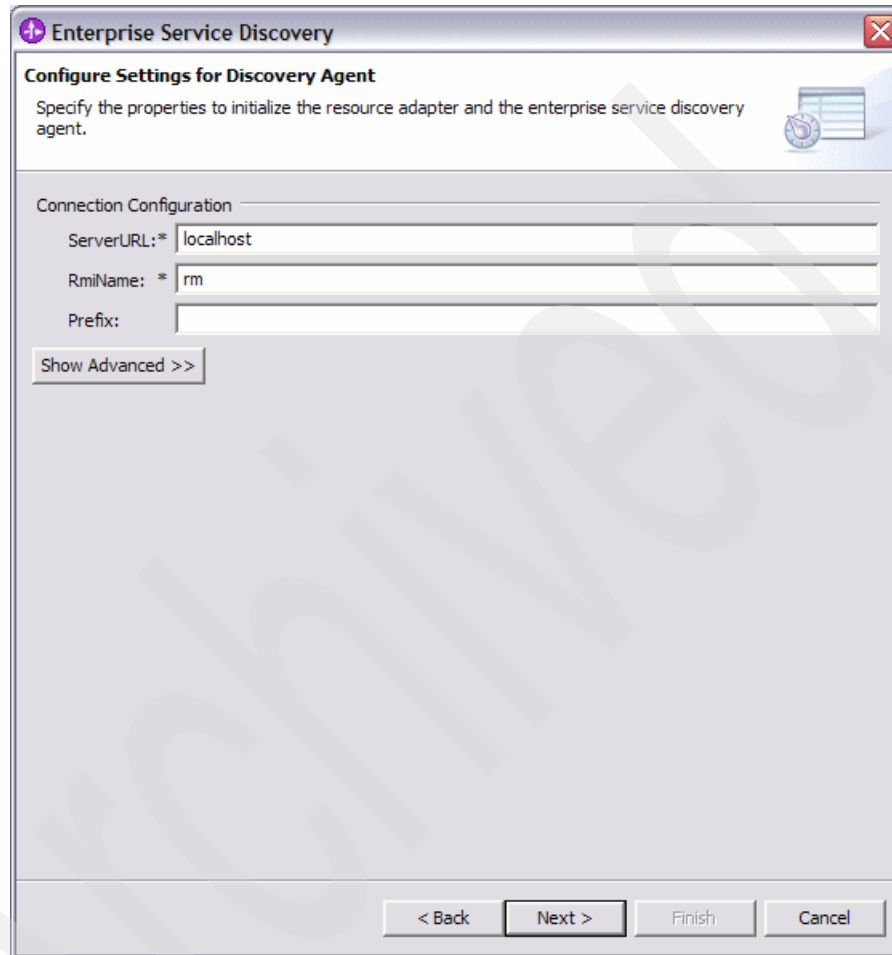 Enterprise Service Discovery
Configure Settings for Discovery Agent
Specify the properties to initialize the resource adapter and the enterprise service discovery
agent.
Connection Configuration
ServerURL:* localhost
RmiName: * rm
Prefix:
Show Advanced >>
< Back Next > Finish Cancel
Archived